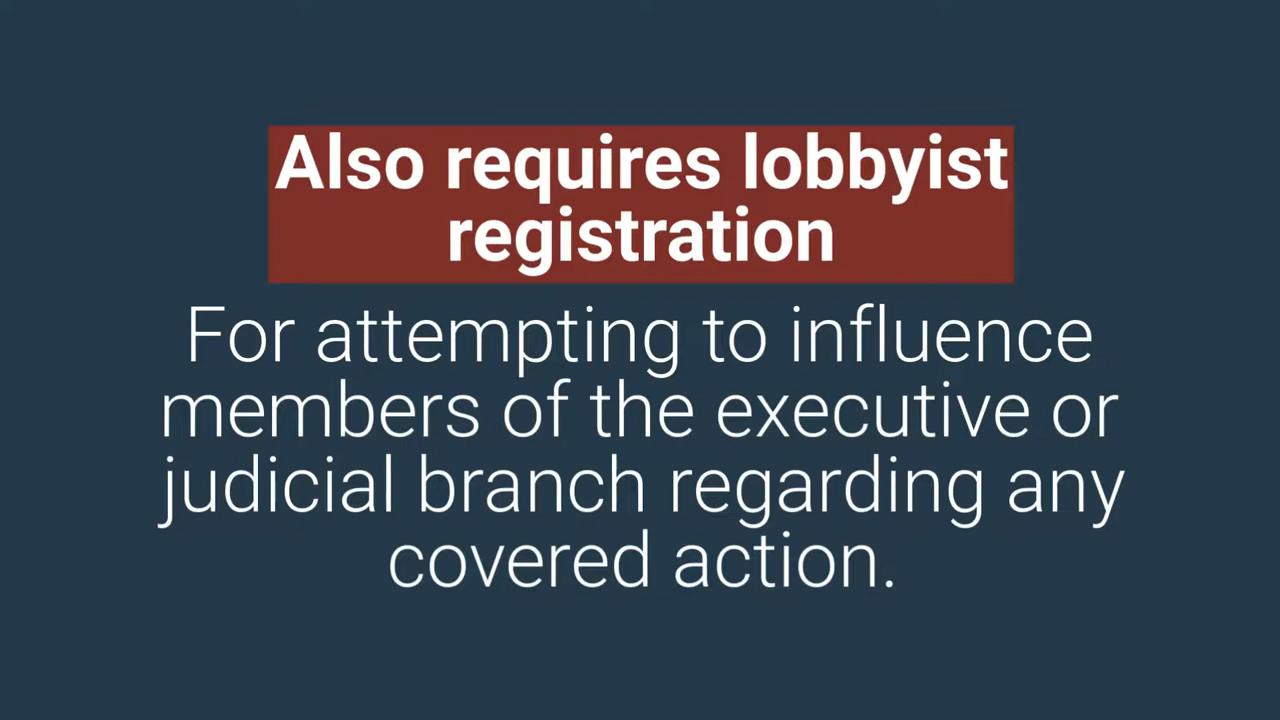 Also requires lobbyist
registration
For attempting to influence
members of the executive or
judicial branch regarding any
covered action.